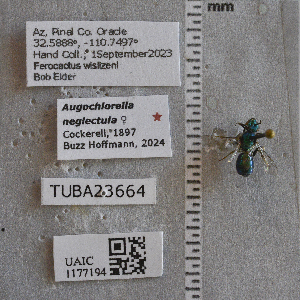 Az, Pinal Co. Oracle
32.5888°, -110.7497°
Hand Coll., 1September2023
Ferocactus wislizeni
Bob Elder
Augochlorella
neglectula ♀
Cockerell, 1897
Buzz Hoffmann, 2024
TUBA23664
UAIC
1177194
mm